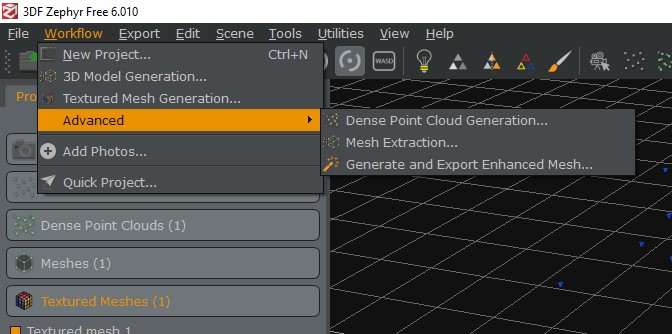 3DF Zephyr Free 6.010
File Workflow Export Edit Scene Tools Utilities View Help
New Project... Ctrl+N
WASD
3D Model Generation...
Textured Mesh Generation...
Advanced
Dense Point Cloud Generation...
Mesh Extraction...
Add Photos...
Generate and Export Enhanced Mesh...
Quick Project...
Dense Point Clouds (1)
Meshes (1)
Textured Meshes (1)
Textured mesh 1